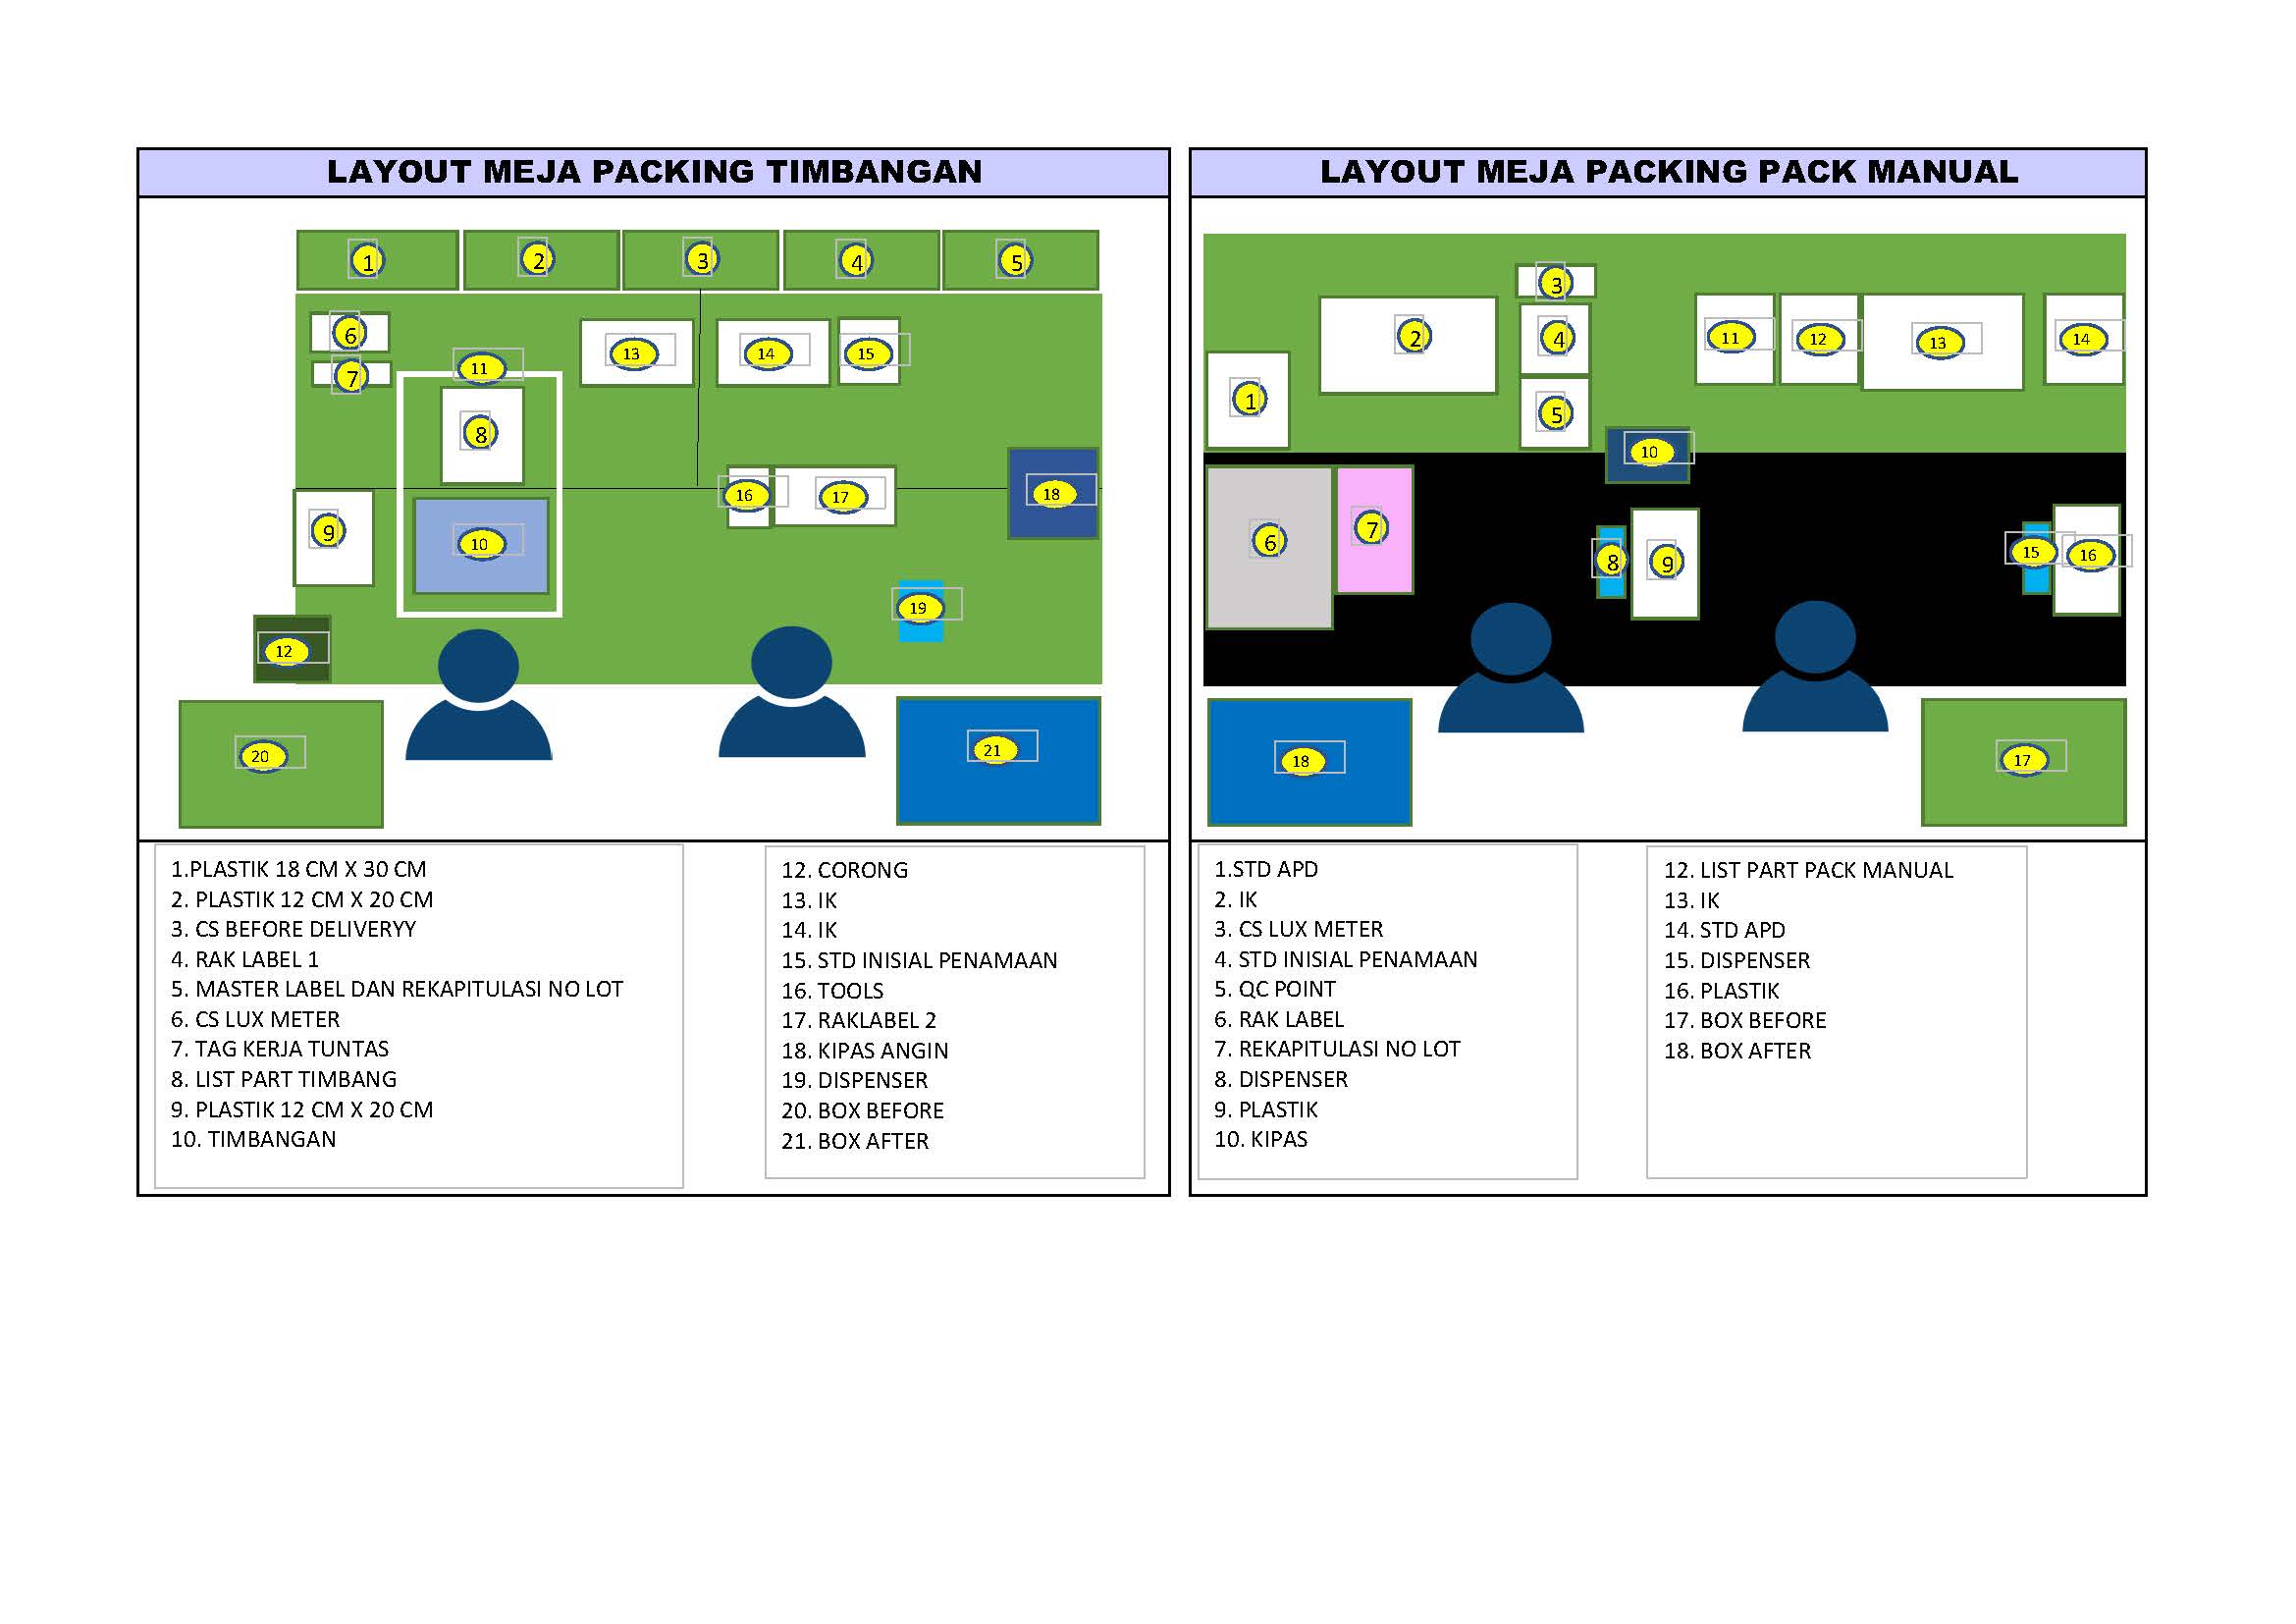 LAYOUT MEJA PACKING TIMBANGAN
1
2
3
4
5
6
7
11
13
14
15
8
16
17
18
9
10
19
12
20
21
1.PLASTIK 18 CM X 30 CM
2. PLASTIK 12 CM X 20 CM
3. CS BEFORE DELIVERYY
4. RAK LABEL 1
5. MASTER LABEL DAN REKAPITULASI NO LOT
6. CS LUX METER
7. TAG KERJA TUNTAS
8. LIST PART TIMBANG
9. PLASTIK 12 CM X 20 CM
10. TIMBANGAN
12. CORONG
13. IK
14. IK
15. STD INISIAL PENAMAAN
16. TOOLS
17. RAKLABEL 2
18. KIPAS ANGIN
19. DISPENSER
20. BOX BEFORE
21. BOX AFTER
LAYOUT MEJA PACKING PACK MANUAL
3
2
4
11
12
13
14
1
5
10
6
7
8
9
15
16
18
17
1.STD APD
2. IK
3. CS LUX METER
4. STD INISIAL PENAMAAN
5. QC POINT
6. RAK LABEL
7. REKAPITULASI NO LOT
8. DISPENSER
9. PLASTIK
10. KIPAS
12. LIST PART PACK MANUAL
13. IK
14. STD APD
15. DISPENSER
16. PLASTIK
17. BOX BEFORE
18. BOX AFTER